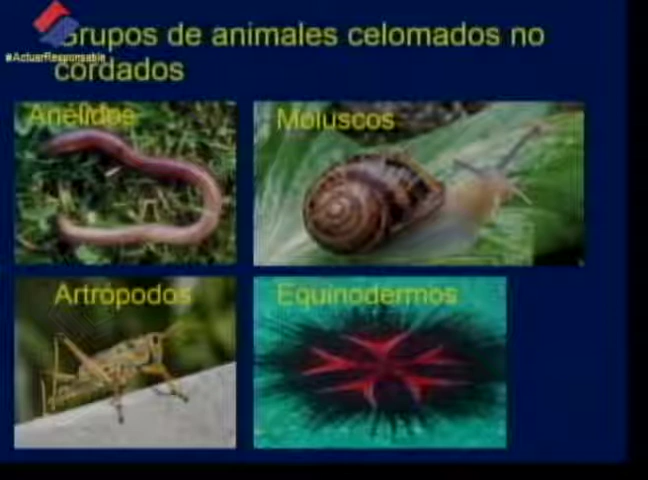 Grupos de animales celomados no
#ActuarResponsable
cordados
Anélidos
Moluscos
Artrópodos
Equinodermos